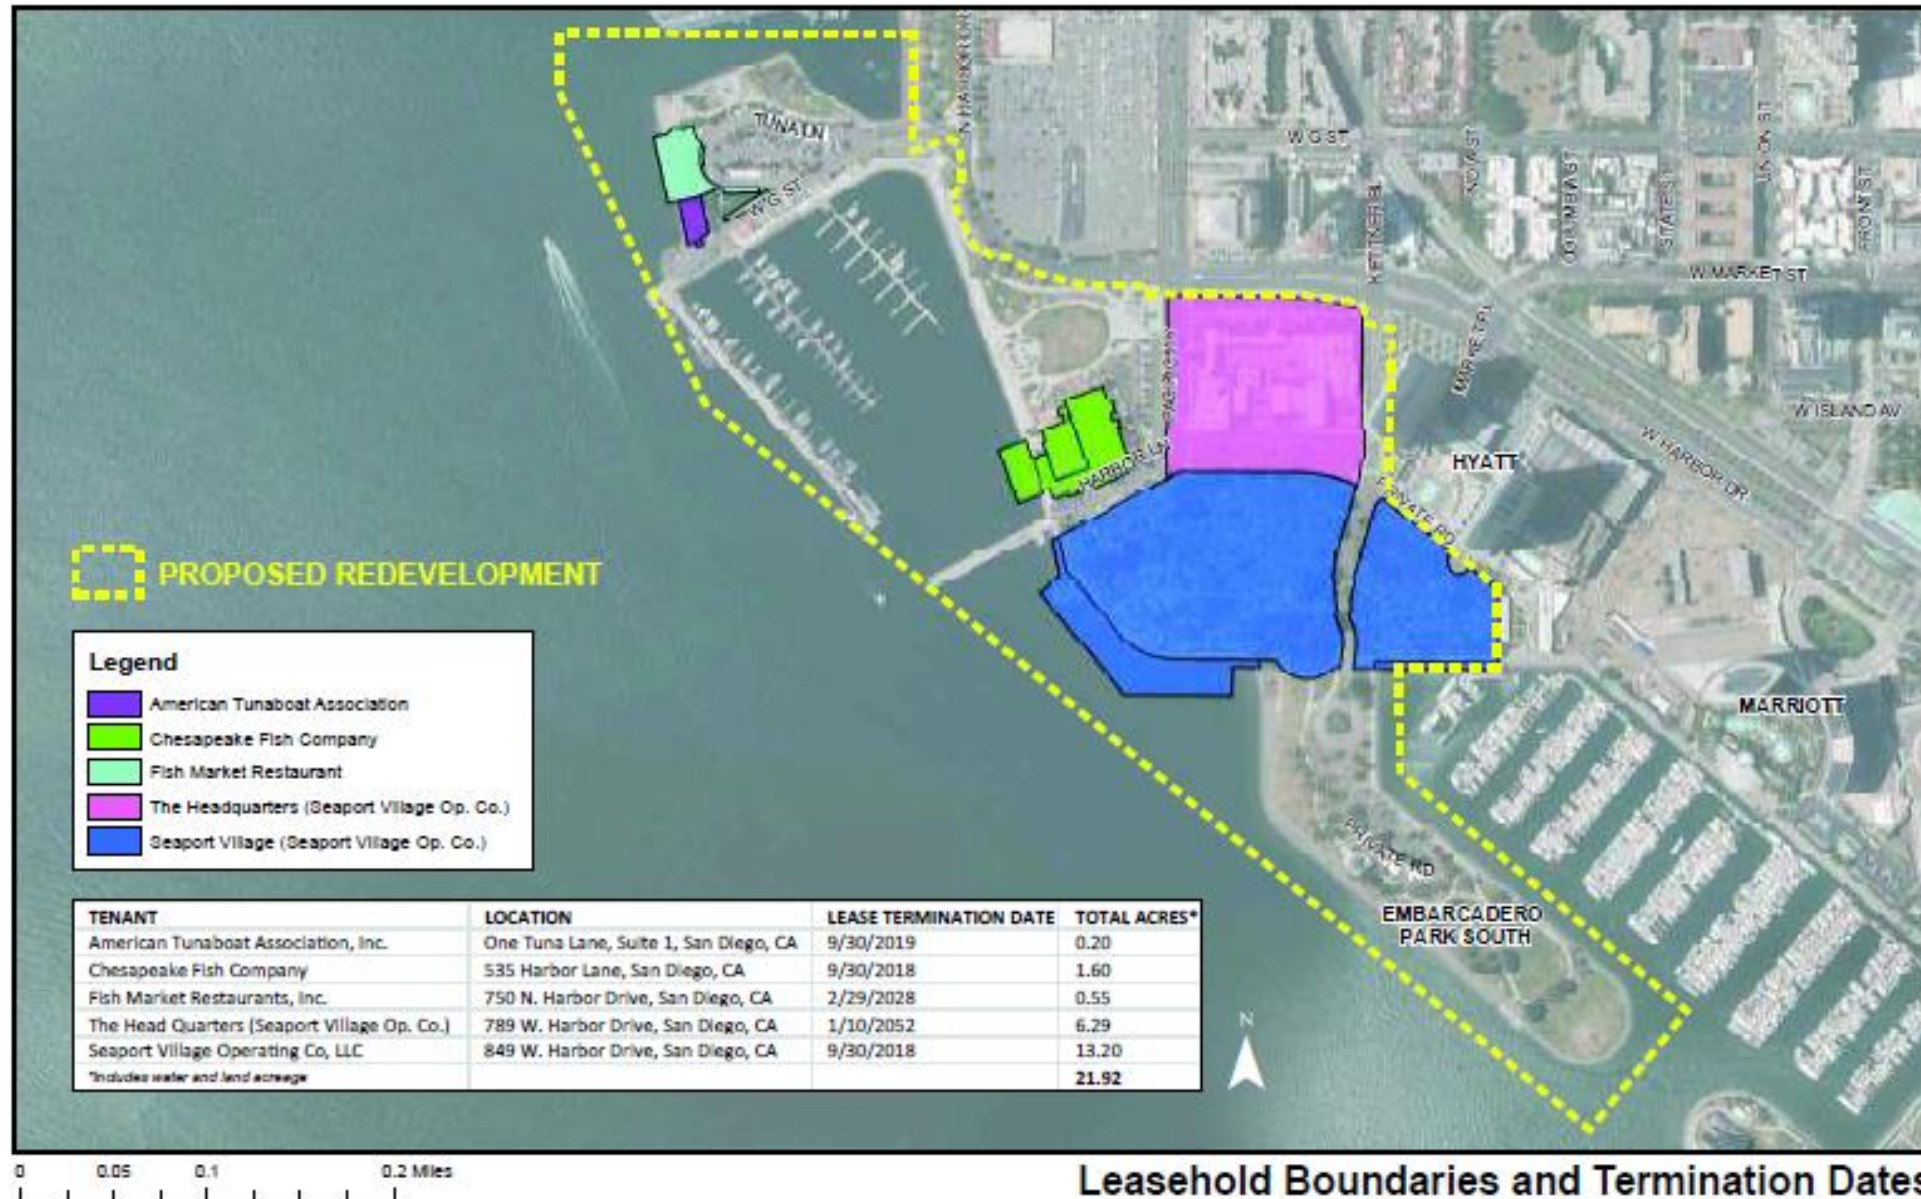 N HARBOR DR
TUNA LN
W G ST
W G ST
KETTNER BL
INDIA ST
COLUMBIA ST
STATE ST
UNION ST
FRONT ST
W MARKET ST
MARKET PL
PACIFIC HWY
W ISLAND AV
W HARBOR DR
HYATT
HARBOR LN
PRIVATE RD
PROPOSED REDEVELOPMENT
MARRIOTT
PRIVATE RD
EMBARCADERO
PARK SOUTH
Legend
American Tunaboat Association
Chesapeake Fish Company
Fish Market Restaurant
The Headquarters (Seaport Village Op. Co.)
Seaport Village (Seaport Village Op. Co.)
TENANT LOCATION LEASE TERMINATION DATE TOTAL ACRES*
American Tunaboat Association, Inc. One Tuna Lane, Suite 1, San Diego, CA 9/30/2019 0.20
Chesapeake Fish Company 535 Harbor Lane, San Diego, CA 9/30/2018 1.60
Fish Market Restaurants, Inc. 750 N. Harbor Drive, San Diego, CA 2/29/2028 0.55
The Head Quarters (Seaport Village Op. Co.) 789 W. Harbor Drive, San Diego, CA 1/10/2052 6.29
Seaport Village Operating Co, LLC 849 W. Harbor Drive, San Diego, CA 9/30/2018 13.20
*Includes water and land acreage 21.92
N
0 0.05 0.1 0.2 Miles
Leasehold Boundaries and Termination Dates